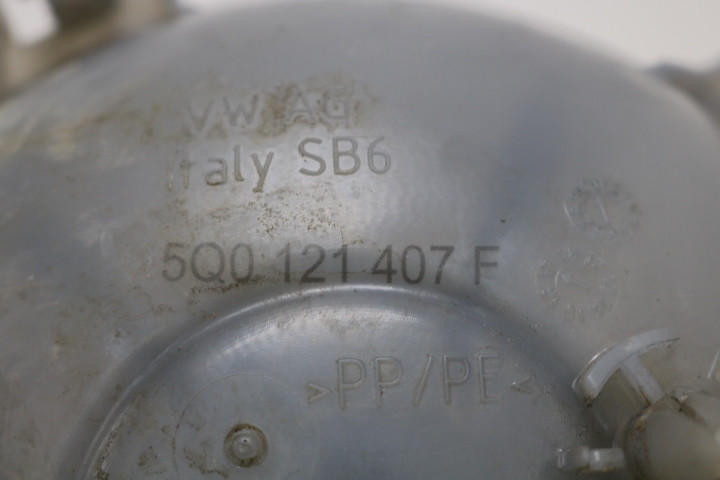 VW AG
Italy SB6
5Q0 121 407 F
>PP/PE<